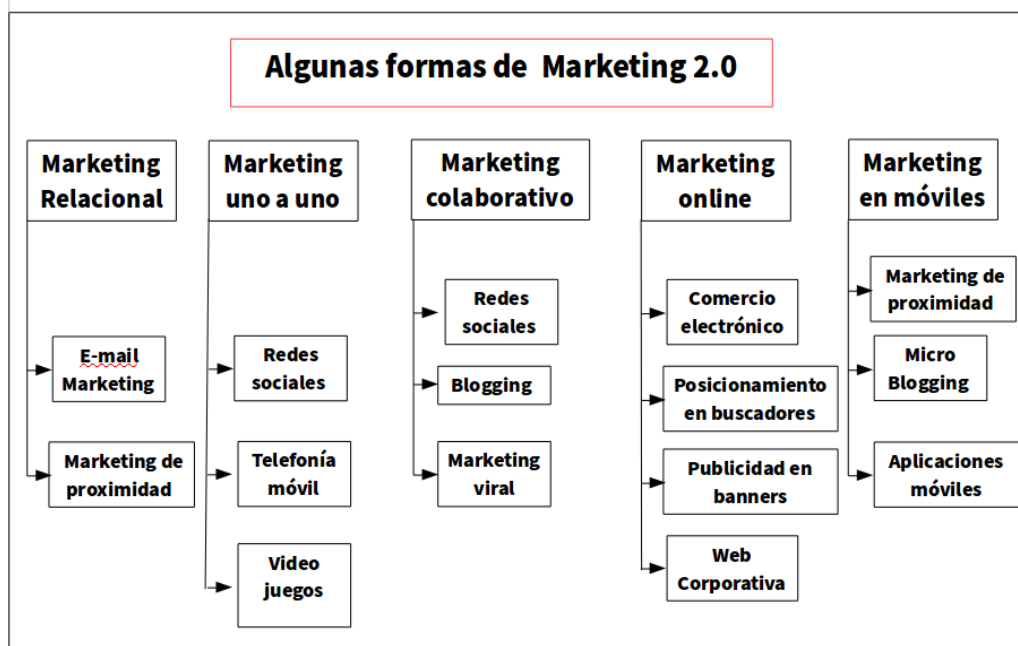 Algunas formas de Marketing 2.0
Marketing
Relacional
E-mail
Marketing
Marketing de
proximidad
Marketing
uno a uno
Redes
sociales
Telefonía
móvil
Video
juegos
Marketing
colaborativo
Redes
sociales
Blogging
Marketing
viral
Marketing
online
Comercio
electrónico
Posicionamiento
en buscadores
Publicidad en
banners
Web
Corporativa
Marketing
en móviles
Marketing de
proximidad
Micro
Blogging
Aplicaciones
móviles